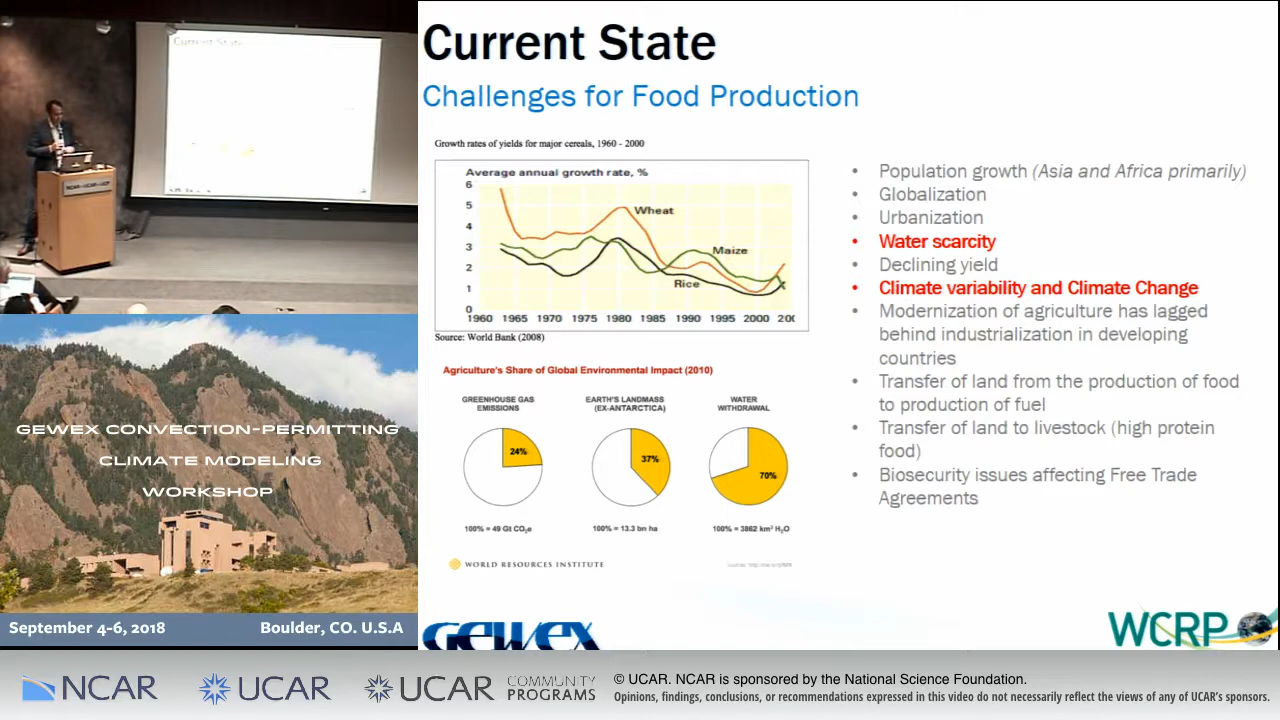 Current State
NCAR•UCAR•UCP
GEWEX CONVECTION-PERMITTING
CLIMATE MODELING
WORKSHOP
September 4-6, 2018
Boulder, CO. U.S.A
Current State
Challenges for Food Production
Growth rates of yields for major cereals, 1960 - 2000
Average annual growth rate, %
6
5
4
3
2
1
0
Wheat
Maize
Rice
1960 1965 1970 1975 1980 1985 1990 1995 2000 200
Source: World Bank (2008)
Agriculture's Share of Global Environmental Impact (2010)
GREENHOUSE GAS
EMISSIONS
24%
100% = 49 Gt CO₂e
EARTH'S LANDMASS
(EX-ANTARCTICA)
37%
100% = 13.3 bn ha
WATER
WITHDRAWAL
70%
100% = 3862 km³ H₂O
WORLD RESOURCES INSTITUTE
• Population growth (Asia and Africa primarily)
• Globalization
• Urbanization
• Water scarcity
• Declining yield
• Climate variability and Climate Change
• Modernization of agriculture has lagged
behind industrialization in developing
countries
• Transfer of land from the production of food
to production of fuel
• Transfer of land to livestock (high protein
food)
• Biosecurity issues affecting Free Trade
Agreements
GEWEX
WCRP
NCAR
UCAR
UCAR
COMMUNITY
PROGRAMS
© UCAR. NCAR is sponsored by the National Science Foundation.
Opinions, findings, conclusions, or recommendations expressed in this video do not necessarily reflect the views of any of UCAR's sponsors.